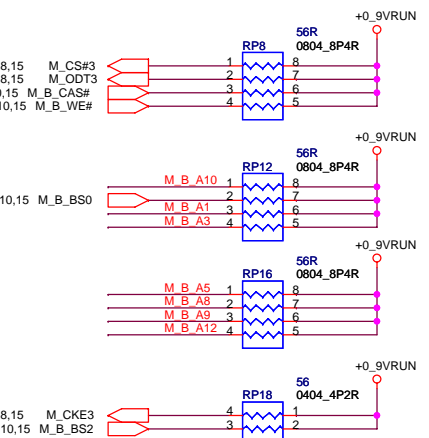 +0_9VRUN
56R
RP8 0804_8P4R
8,15 M_CS#3 1 8
8,15 M_ODT3 2 7
,15 M_B_CAS# 3 6
10,15 M_B_WE# 4 5
+0_9VRUN
56R
RP12 0804_8P4R
M_B_A10 1 8
10,15 M_B_BS0 2 7
M_B_A1 3 6
M_B_A3 4 5
+0_9VRUN
56R
RP16 0804_8P4R
M_B_A5 1 8
M_B_A8 2 7
M_B_A9 3 6
M_B_A12 4 5
+0_9VRUN
56
RP18 0404_4P2R
8,15 M_CKE3 4 1
10,15 M_B_BS2 3 2